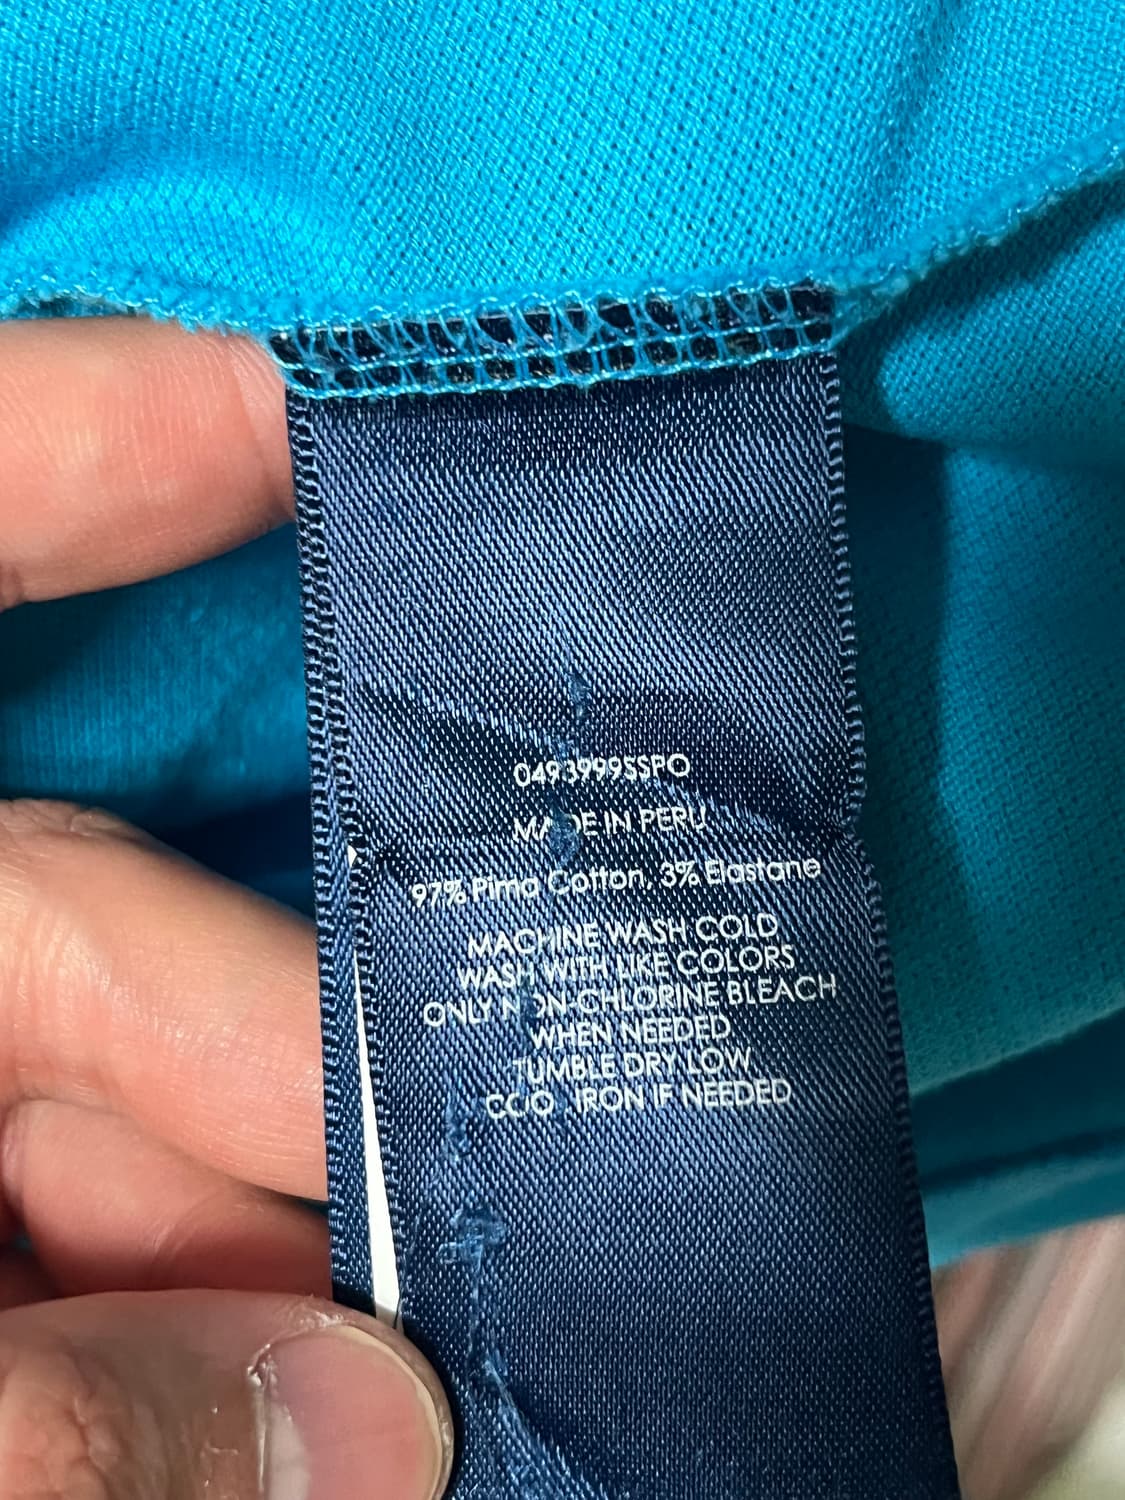 0493999SSPO
MADE IN PERU
97% Pima Cotton, 3% Elastane
MACHINE WASH COLD
WASH WITH LIKE COLORS
ONLY NON-CHLORINE BLEACH
WHEN NEEDED
TUMBLE DRY LOW
COOL IRON IF NEEDED